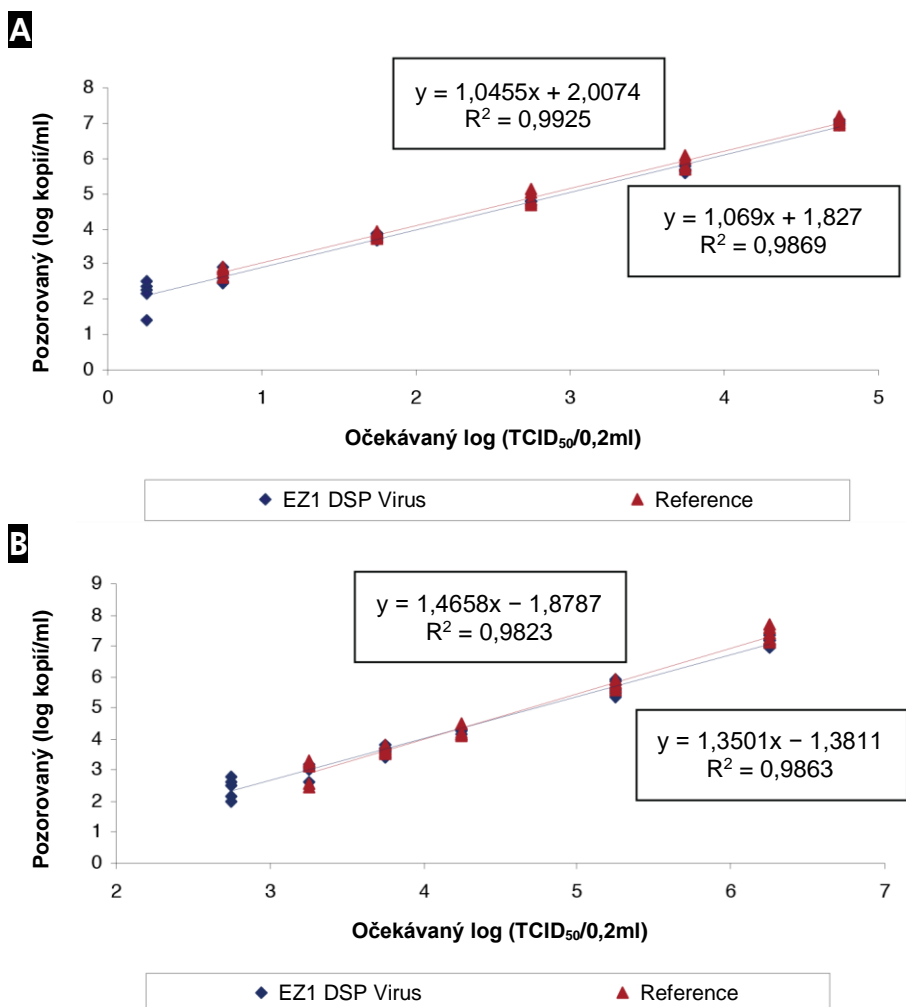 A
y = 1,0455x + 2,0074
R² = 0,9925
y = 1,069x + 1,827
R² = 0,9869
Pozorovaný (log kopií/ml)
8
7
6
5
4
3
2
1
0
0 1 2 3 4 5
Očekávaný log (TCID₅₀/0,2ml)
EZ1 DSP Virus Reference
B
y = 1,4658x − 1,8787
R² = 0,9823
y = 1,3501x − 1,3811
R² = 0,9863
Pozorovaný (log kopií/ml)
9
8
7
6
5
4
3
2
1
0
2 3 4 5 6 7
Očekávaný log (TCID₅₀/0,2ml)
EZ1 DSP Virus Reference